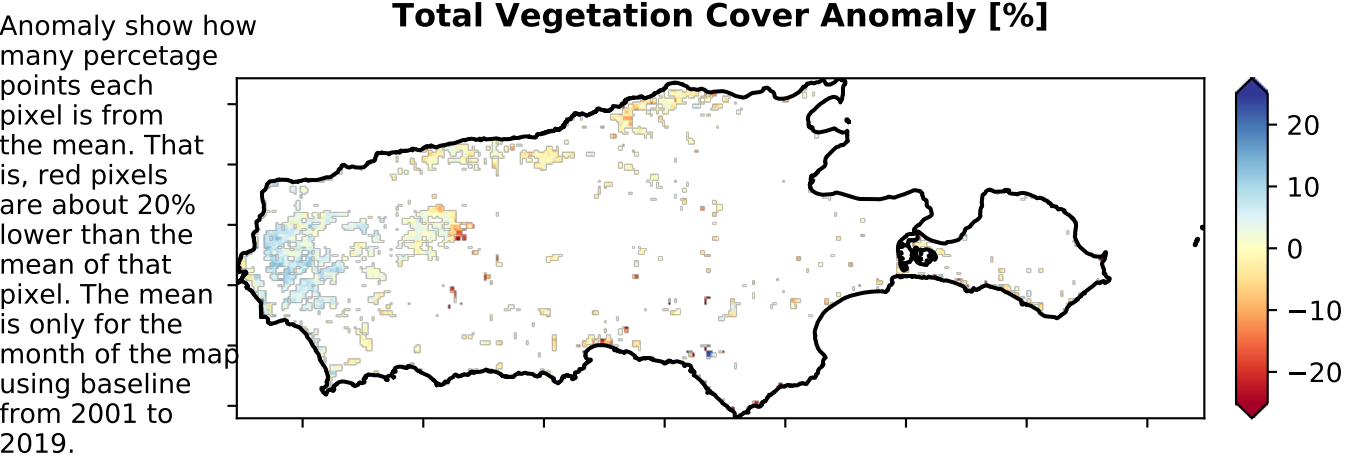 Total Vegetation Cover Anomaly [%]
Anomaly show how
many percetage
points each
pixel is from
the mean. That
is, red pixels
are about 20%
lower than the
mean of that
pixel. The mean
is only for the
month of the map
using baseline
from 2001 to
2019.
20
10
0
−10
−20